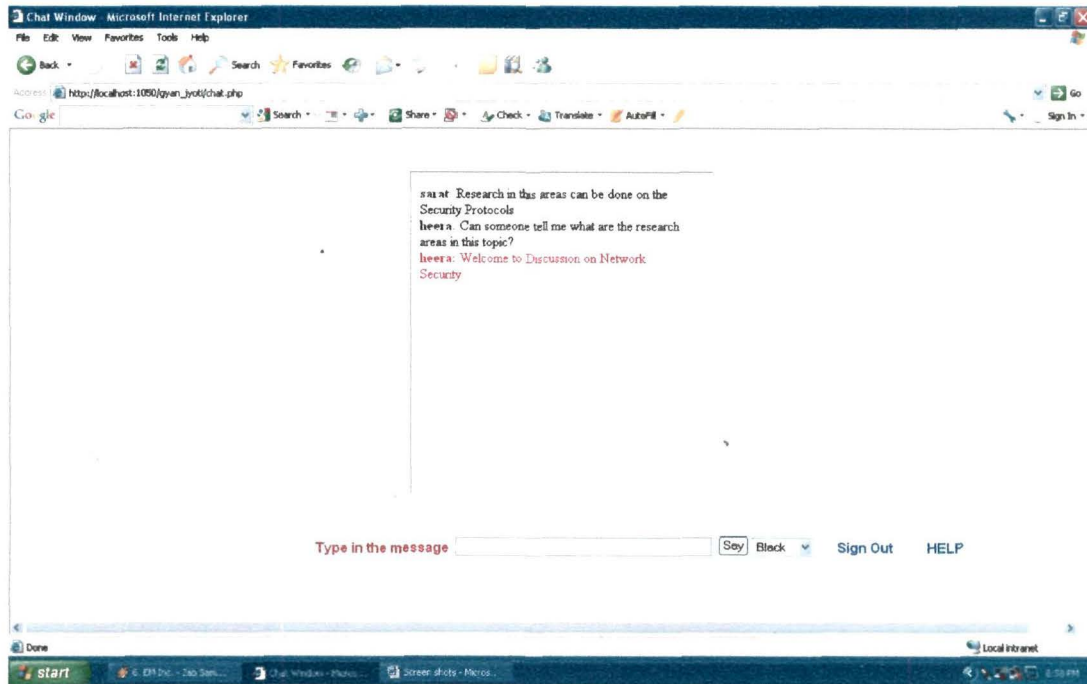 Chat Window - Microsoft Internet Explorer
File Edit View Favorites Tools Help
Back Search Favorites
Address http://localhost:1050/gyan_jyoti/chat.php Go
Google Search Share Check Translate AutoFill Sign In
sarat Research in this areas can be done on the
Security Protocols
heera. Can someone tell me what are the research
areas in this topic?
heera: Welcome to Discussion on Network
Security
Type in the message Say Black Sign Out HELP
Done Local intranet
start Chat Window - Micros... Screen shots - Micros...